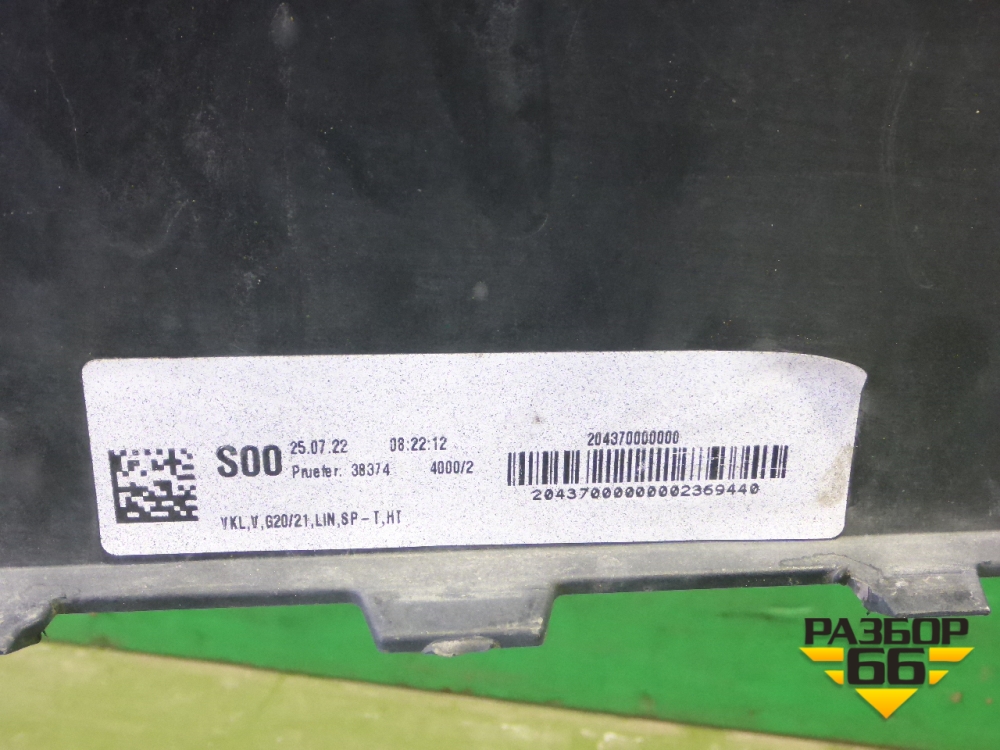 204370000000
S00 25.07.22 08:22:12
Pruefer: 38374 4000/2
20437000000002369440
VKL,V,G20/21,LIN,SP-T,HT
РАЗБОР
66